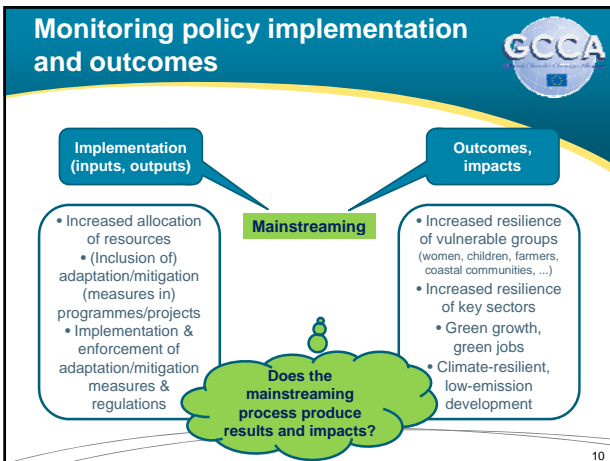 Monitoring policy implementation
and outcomes
GCCA
Implementation
(inputs, outputs)
Outcomes,
impacts
Mainstreaming
• Increased allocation
of resources
• (Inclusion of)
adaptation/mitigation
(measures in)
programmes/projects
• Implementation &
enforcement of
adaptation/mitigation
measures &
regulations
• Increased resilience
of vulnerable groups
(women, children, farmers,
coastal communities, ...)
• Increased resilience
of key sectors
• Green growth,
green jobs
• Climate-resilient,
low-emission
development
Does the
mainstreaming
process produce
results and impacts?
10